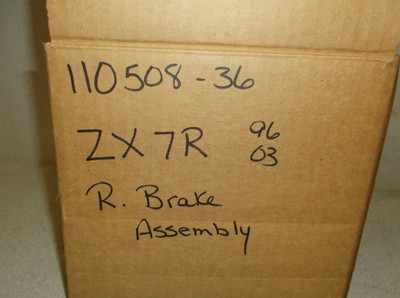 110508-36
ZX7R 96
03
R. Brake
Assembly